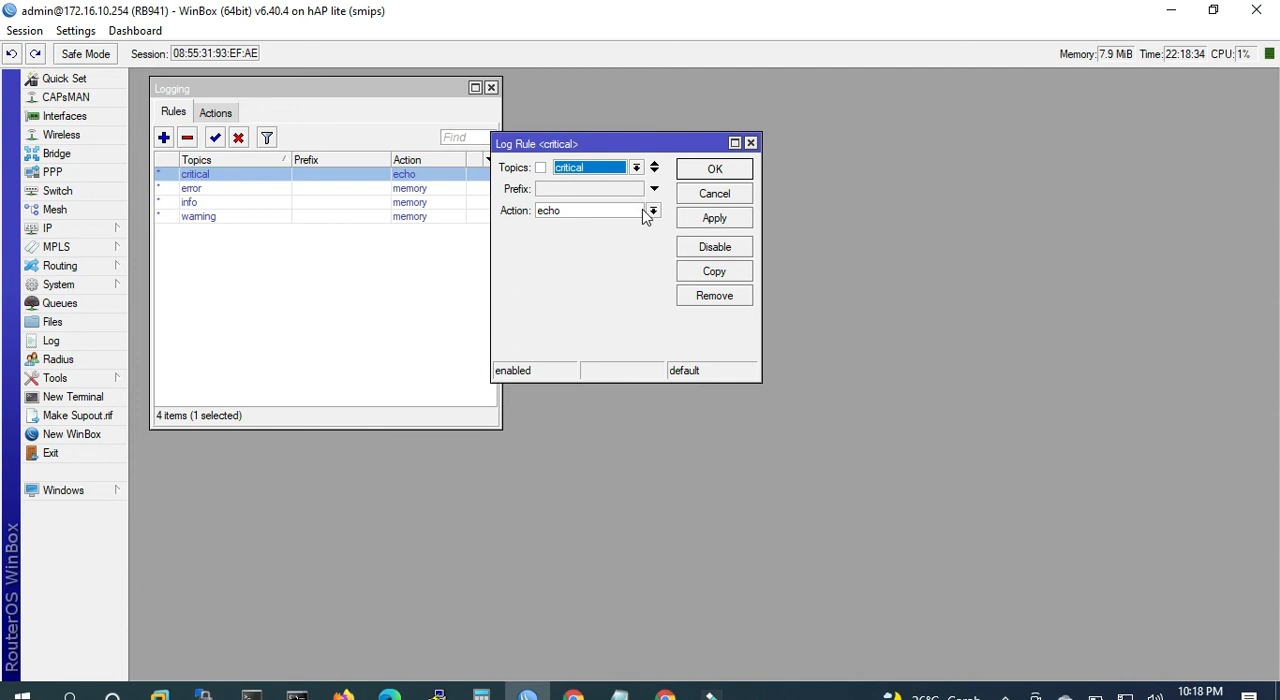 admin@172.16.10.254 (RB941) - WinBox (64bit) v6.40.4 on hAP lite (smips)
Session Settings Dashboard
Safe Mode Session: 08:55:31:93:EF:AE Memory: 7.9 MiB Time: 22:18:34 CPU: 1%
Quick Set
CAPsMAN
Interfaces
Wireless
Bridge
PPP
Switch
Mesh
IP
MPLS
Routing
System
Queues
Files
Log
Radius
Tools
New Terminal
Make Supout.rif
New WinBox
Exit
Windows
RouterOS WinBox
Logging
Rules Actions
Find
Topics / Prefix Action
* critical echo
* error memory
* info memory
* warning memory
4 items (1 selected)
Log Rule <critical>
Topics: critical
Prefix:
Action: echo
OK
Cancel
Apply
Disable
Copy
Remove
enabled default
10:18 PM